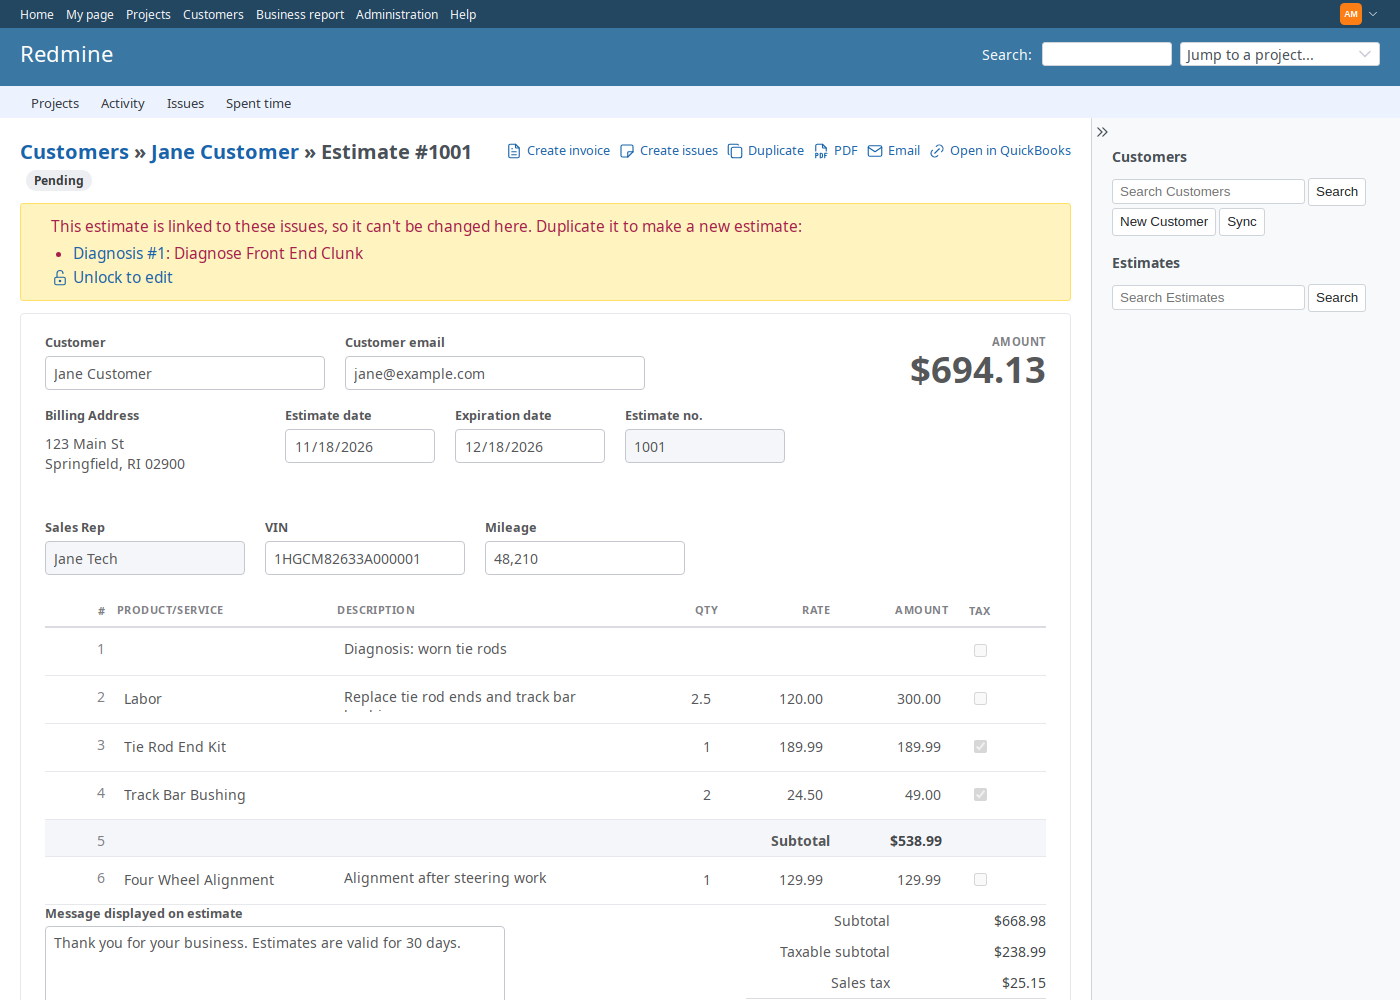 Home My page Projects Customers Business report Administration Help AM
Redmine Search: Jump to a project...
Projects Activity Issues Spent time
Customers » Jane Customer » Estimate #1001
Create invoice Create issues Duplicate PDF Email Open in QuickBooks
Pending
This estimate is linked to these issues, so it can't be changed here. Duplicate it to make a new estimate:
Diagnosis #1: Diagnose Front End Clunk
Unlock to edit
Customer Customer email AMOUNT
Jane Customer jane@example.com $694.13
Billing Address Estimate date Expiration date Estimate no.
123 Main St 11/18/2026 12/18/2026 1001
Springfield, RI 02900
Sales Rep VIN Mileage
Jane Tech 1HGCM82633A000001 48,210
# PRODUCT/SERVICE DESCRIPTION QTY RATE AMOUNT TAX
1 Diagnosis: worn tie rods
2 Labor Replace tie rod ends and track bar 2.5 120.00 300.00
3 Tie Rod End Kit 1 189.99 189.99
4 Track Bar Bushing 2 24.50 49.00
5 Subtotal $538.99
6 Four Wheel Alignment Alignment after steering work 1 129.99 129.99
Message displayed on estimate
Thank you for your business. Estimates are valid for 30 days.
Subtotal $668.98
Taxable subtotal $238.99
Sales tax $25.15
Customers
Search Customers Search
New Customer Sync
Estimates
Search Estimates Search